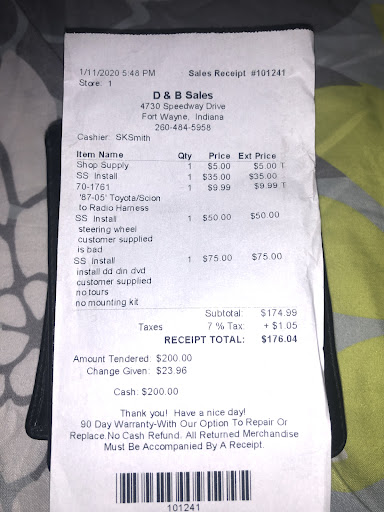 1/11/2020 5:48 PM Sales Receipt #101241
Store: 1
D & B Sales
4730 Speedway Drive
Fort Wayne, Indiana
260-484-5958
Cashier: SKSmith
Item Name Qty Price Ext Price
Shop Supply 1 $5.00 $5.00 T
SS Install 1 $35.00 $35.00
70-1761 1 $9.99 $9.99 T
'87-05' Toyota/Scion
to Radio Harness
SS Install 1 $50.00 $50.00
steering wheel
customer supplied
is bad
SS Install 1 $75.00 $75.00
install dd din dvd
customer supplied
no tours
no mounting kit
Subtotal: $174.99
Taxes 7 % Tax: + $1.05
RECEIPT TOTAL: $176.04
Amount Tendered: $200.00
Change Given: $23.96
Cash: $200.00
Thank you! Have a nice day!
90 Day Warranty-With Our Option To Repair Or
Replace.No Cash Refund. All Returned Merchandise
Must Be Accompanied By A Receipt.
101241